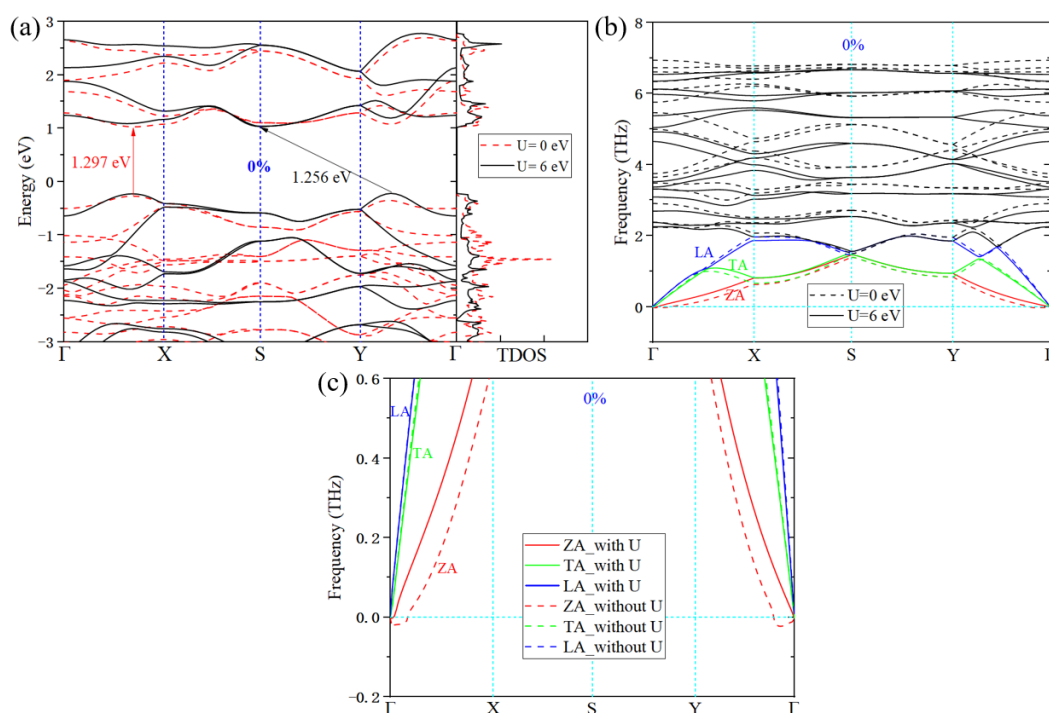 (a)
3
2
1
0
−1
−2
−3
Energy (eV)
1.297 eV
0%
1.256 eV
U= 0 eV
U= 6 eV
Γ X S Y Γ TDOS
(b)
8
6
4
2
0
Frequency (THz)
0%
LA
TA
ZA
U=0 eV
U=6 eV
Γ X S Y
(c)
0.6
0.4
0.2
0.0
−0.2
Frequency (THz)
0%
LA
TA
ZA
ZA_with U
TA_with U
LA_with U
ZA_without U
TA_without U
LA_without U
Γ X S Y Γ